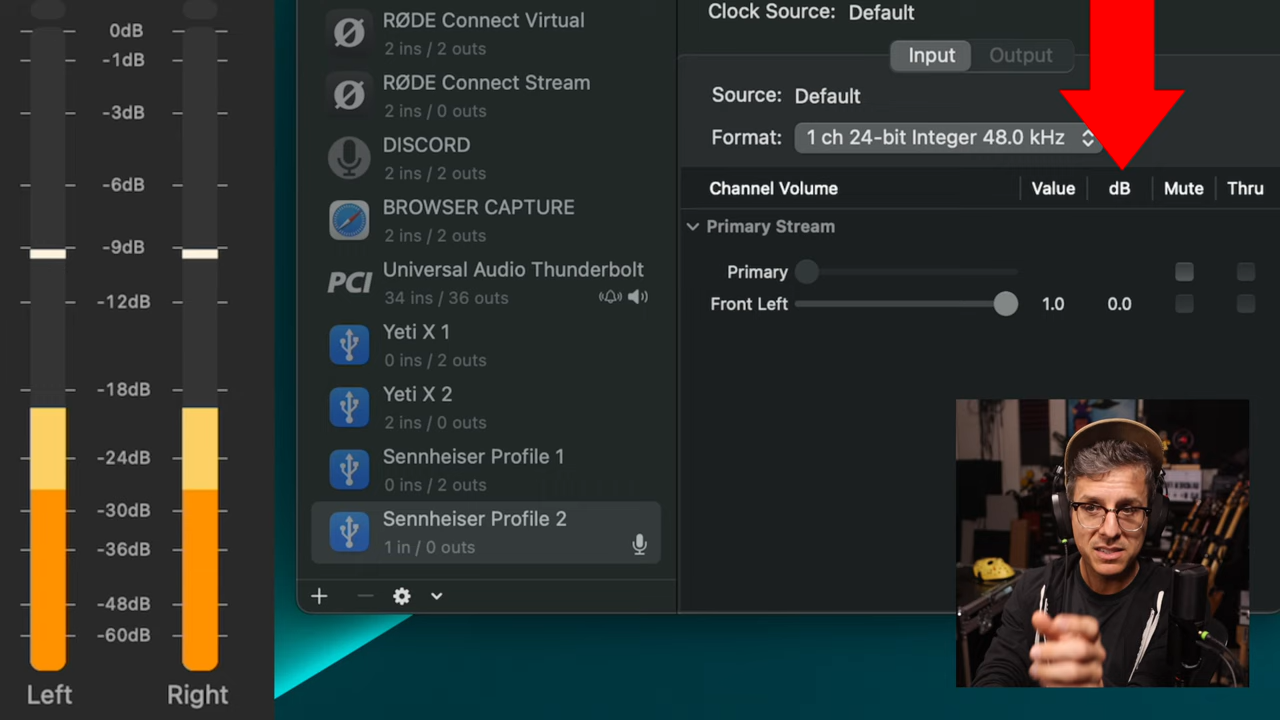 0dB
-1dB
-3dB
-6dB
-9dB
-12dB
-18dB
-24dB
-30dB
-36dB
-48dB
-60dB
Left Right
RØDE Connect Virtual
2 ins / 2 outs
RØDE Connect Stream
2 ins / 0 outs
DISCORD
2 ins / 2 outs
BROWSER CAPTURE
2 ins / 2 outs
PCI
Universal Audio Thunderbolt
34 ins / 36 outs
Yeti X 1
0 ins / 2 outs
Yeti X 2
2 ins / 0 outs
Sennheiser Profile 1
0 ins / 2 outs
Sennheiser Profile 2
1 in / 0 outs
Clock Source: Default
Input Output
Source: Default
Format: 1 ch 24-bit Integer 48.0 kHz
Channel Volume Value dB Mute Thru
Primary Stream
Primary
Front Left 1.0 0.0